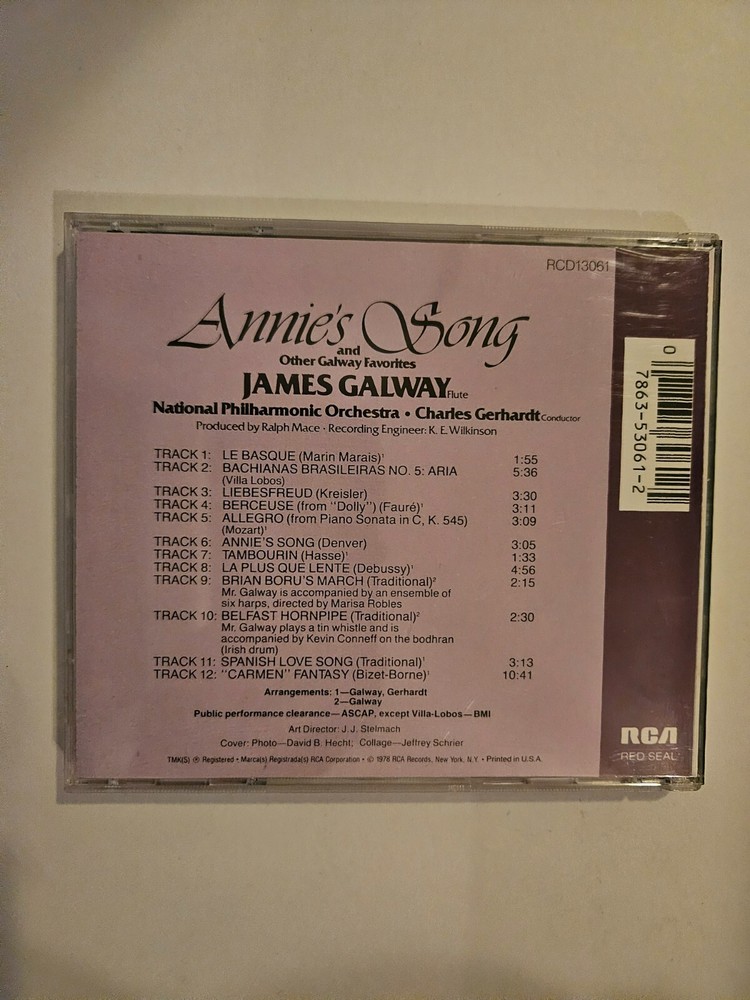 RCD13061
Annie's Song
and
Other Galway Favorites
JAMES GALWAY Flute
National Philharmonic Orchestra • Charles Gerhardt Conductor
Produced by Ralph Mace · Recording Engineer: K. E. Wilkinson
TRACK 1: LE BASQUE (Marin Marais)¹ 1:55
TRACK 2: BACHIANAS BRASILEIRAS NO. 5: ARIA 5:36
(Villa Lobos)
TRACK 3: LIEBESFREUD (Kreisler) 3:30
TRACK 4: BERCEUSE (from "Dolly") (Fauré)¹ 3:11
TRACK 5: ALLEGRO (from Piano Sonata in C, K. 545) 3:09
(Mozart)¹
TRACK 6: ANNIE'S SONG (Denver) 3:05
TRACK 7: TAMBOURIN (Hasse)¹ 1:33
TRACK 8: LA PLUS QUE LENTE (Debussy)¹ 4:56
TRACK 9: BRIAN BORU'S MARCH (Traditional)² 2:15
Mr. Galway is accompanied by an ensemble of
six harps, directed by Marisa Robles
TRACK 10: BELFAST HORNPIPE (Traditional)² 2:30
Mr. Galway plays a tin whistle and is
accompanied by Kevin Conneff on the bodhran
(Irish drum)
TRACK 11: SPANISH LOVE SONG (Traditional)¹ 3:13
TRACK 12: "CARMEN" FANTASY (Bizet-Borne)¹ 10:41
Arrangements: 1—Galway, Gerhardt
2—Galway
Public performance clearance—ASCAP, except Villa-Lobos—BMI
Art Director: J. J. Stelmach
Cover: Photo—David B. Hecht; Collage—Jeffrey Schrier
TMK(S) ® Registered • Marca(s) Registrada(s) RCA Corporation • © 1978 RCA Records, New York, N.Y. • Printed in U.S.A.
0 7863-53061-2
RCA
RED SEAL